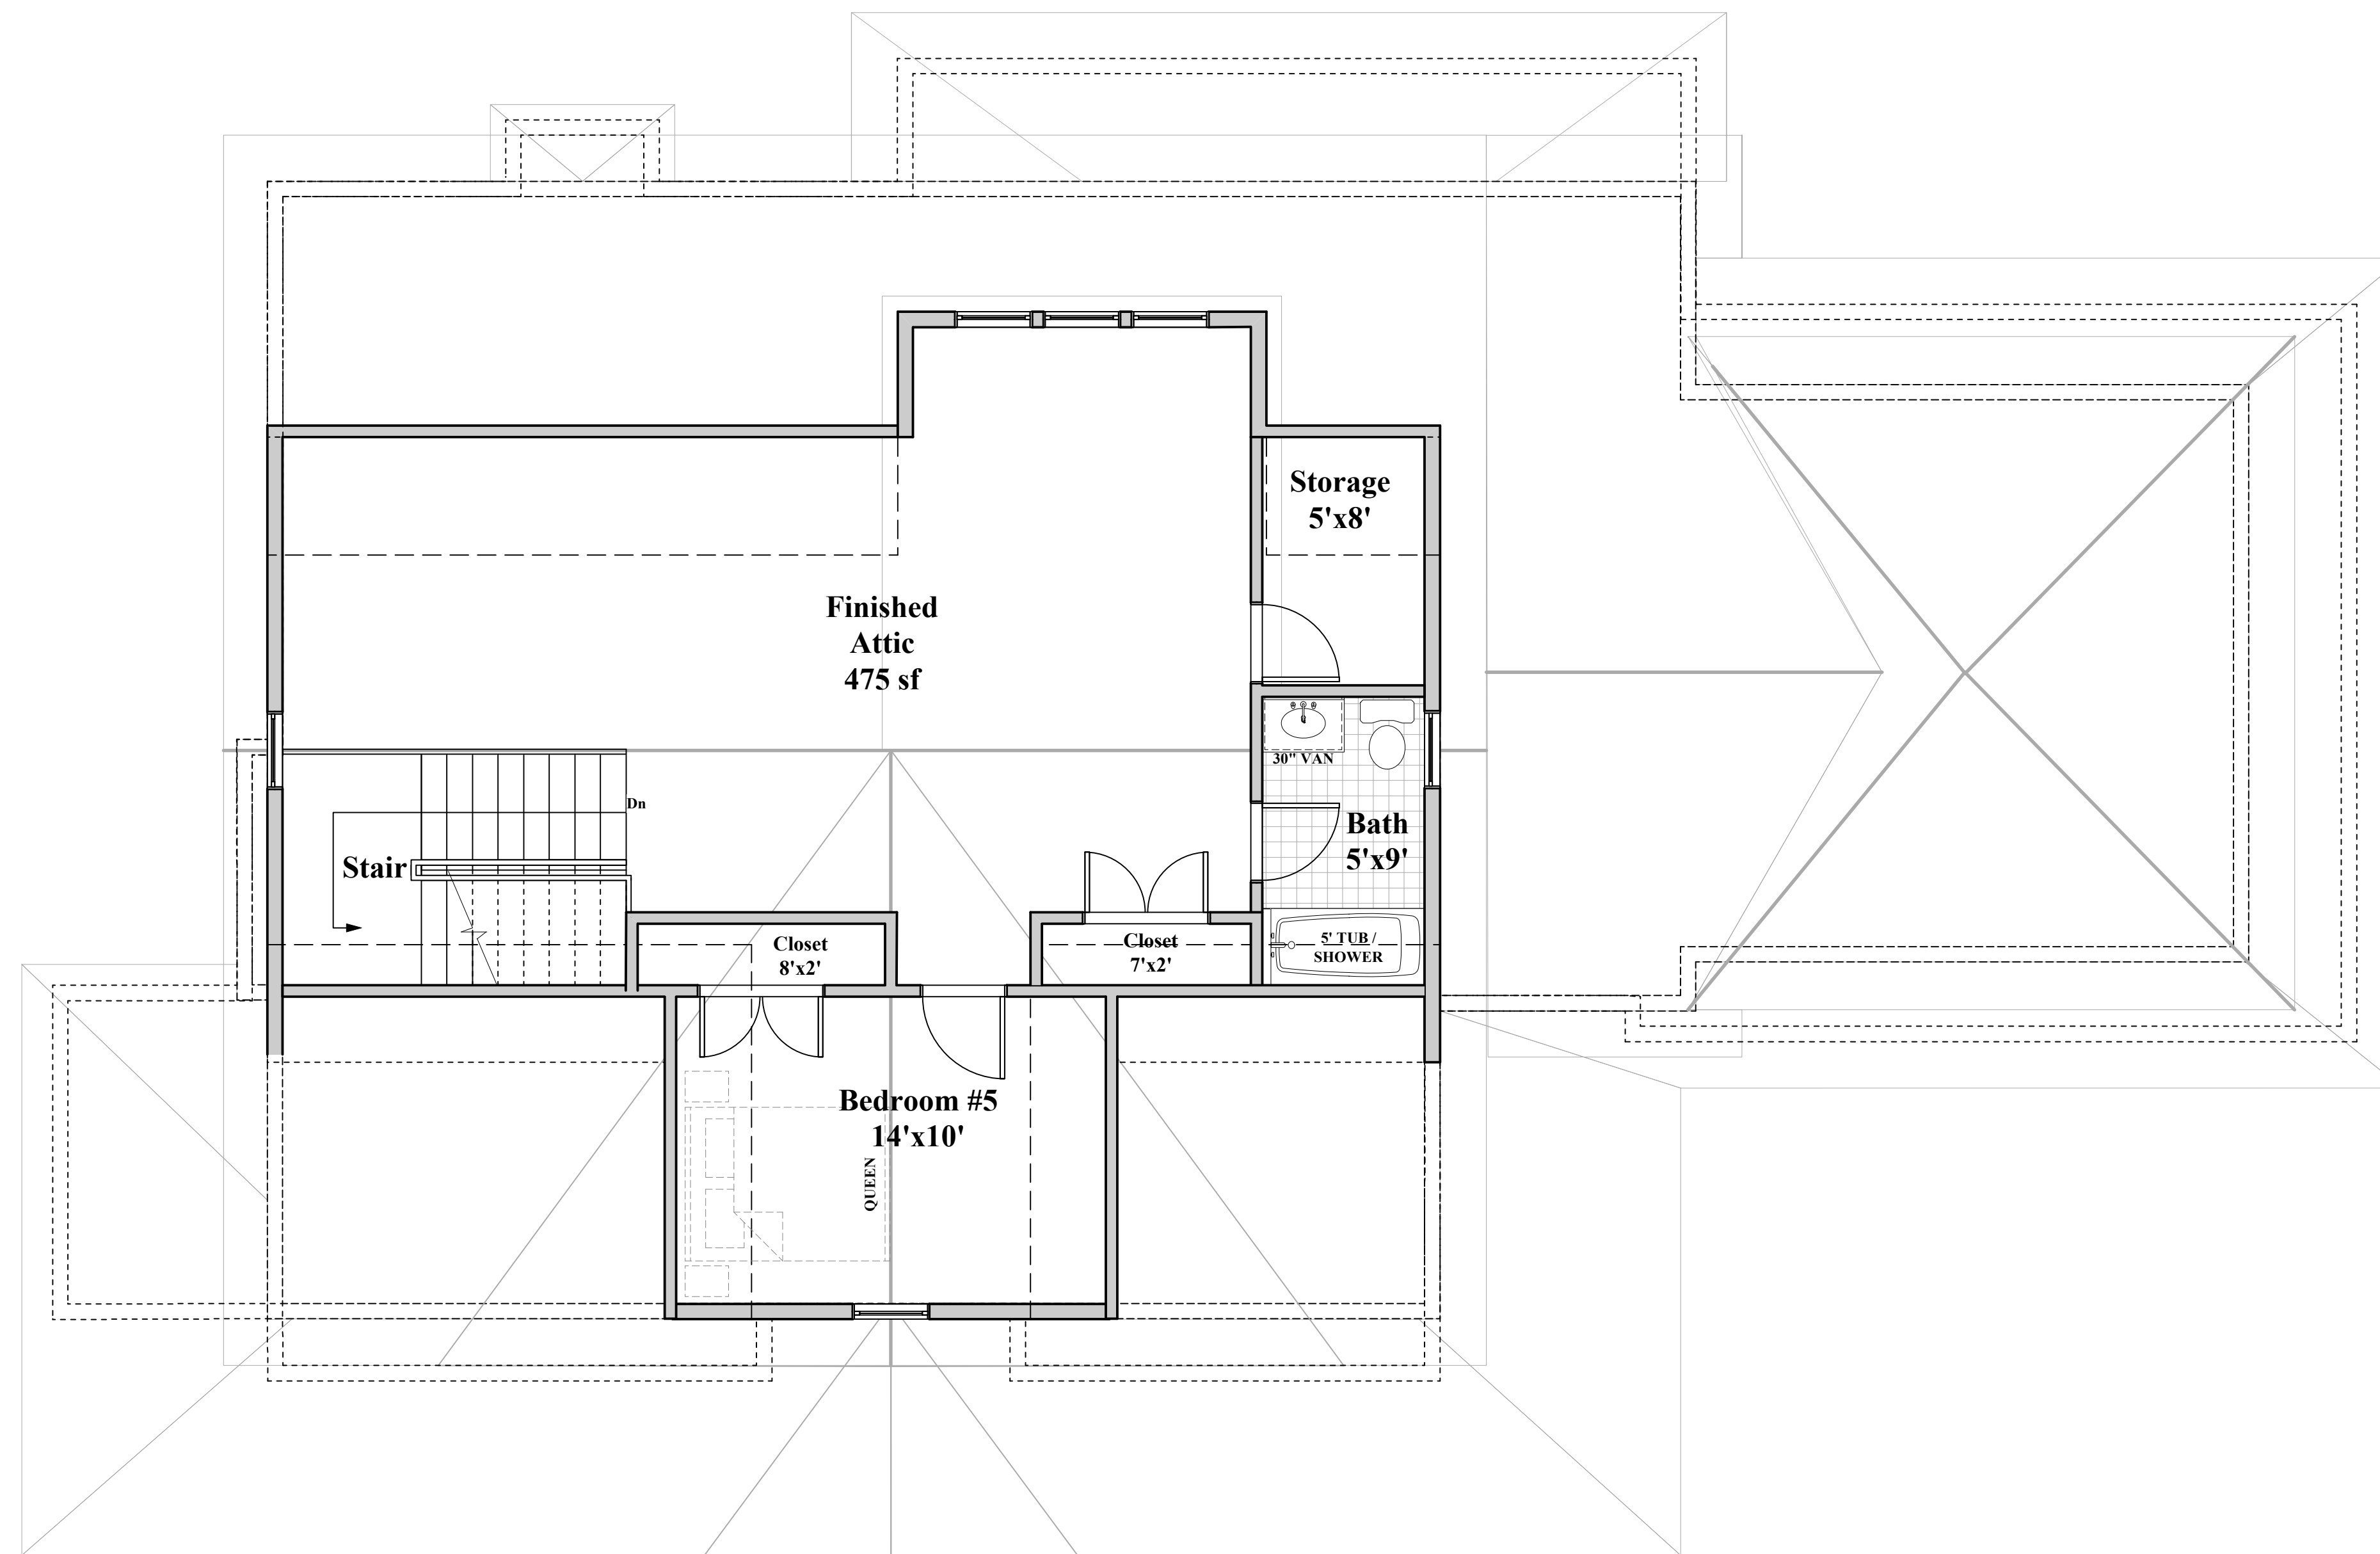 Storage
5'x8'
Finished
Attic
475 sf
30" VAN
Dn
Bath
5'x9'
Stair
Closet
8'x2'
Closet
7'x2'
5' TUB /
SHOWER
Bedroom #5
14'x10'
QUEEN